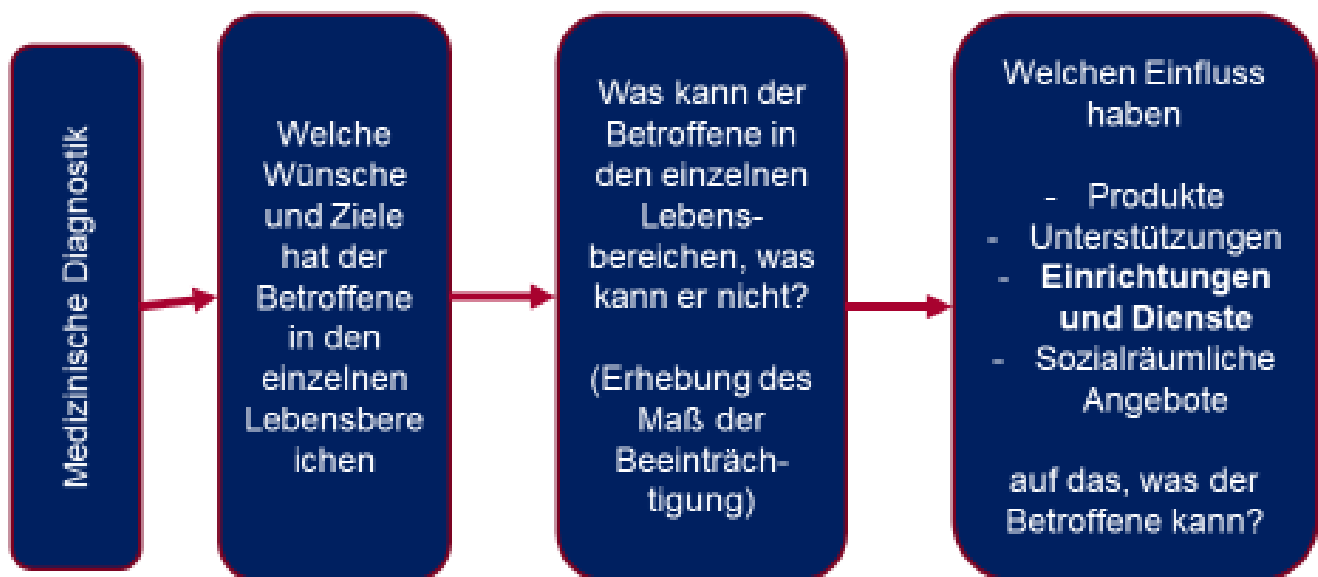 Medizinische Diagnostik
Welche
Wünsche
und Ziele
hat der
Betroffene
in den
einzelnen
Lebensbere
ichen
Was kann der
Betroffene in
den einzelnen
Lebens-
bereichen, was
kann er nicht?
(Erhebung des
Maß der
Beeinträch-
tigung)
Welchen Einfluss
haben
- Produkte
- Unterstützungen
- Einrichtungen
und Dienste
- Sozialräumliche
Angebote
auf das, was der
Betroffene kann?